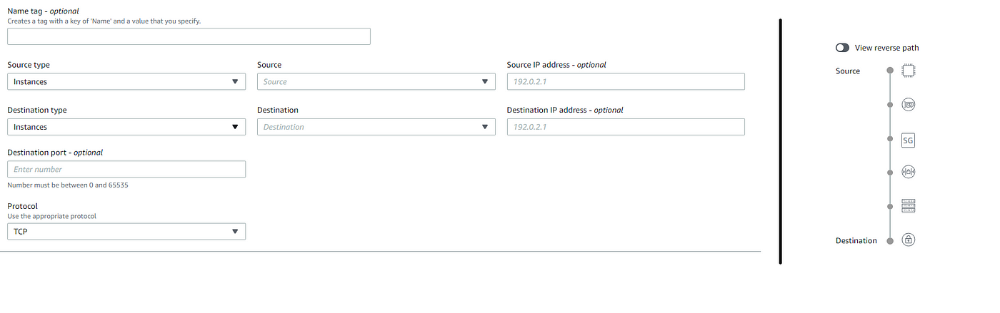 Name tag - optional
Creates a tag with a key of 'Name' and a value that you specify.
Source type
Source
Source IP address - optional
Instances
Source
192.0.2.1
Destination type
Destination
Destination IP address - optional
Instances
Destination
192.0.2.1
Destination port - optional
Enter number
Number must be between 0 and 65535
Protocol
Use the appropriate protocol
TCP
View reverse path
Source
SG
Destination